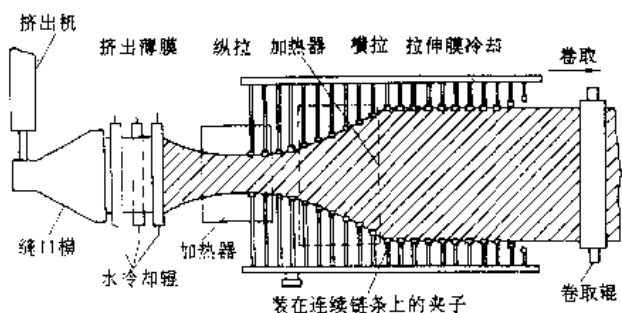 挤出机
挤出薄膜
纵拉
加热器
横拉
拉伸膜冷却
卷取
缝口模
水冷却辊
加热器
装在连续链条上的夹子
卷取辊